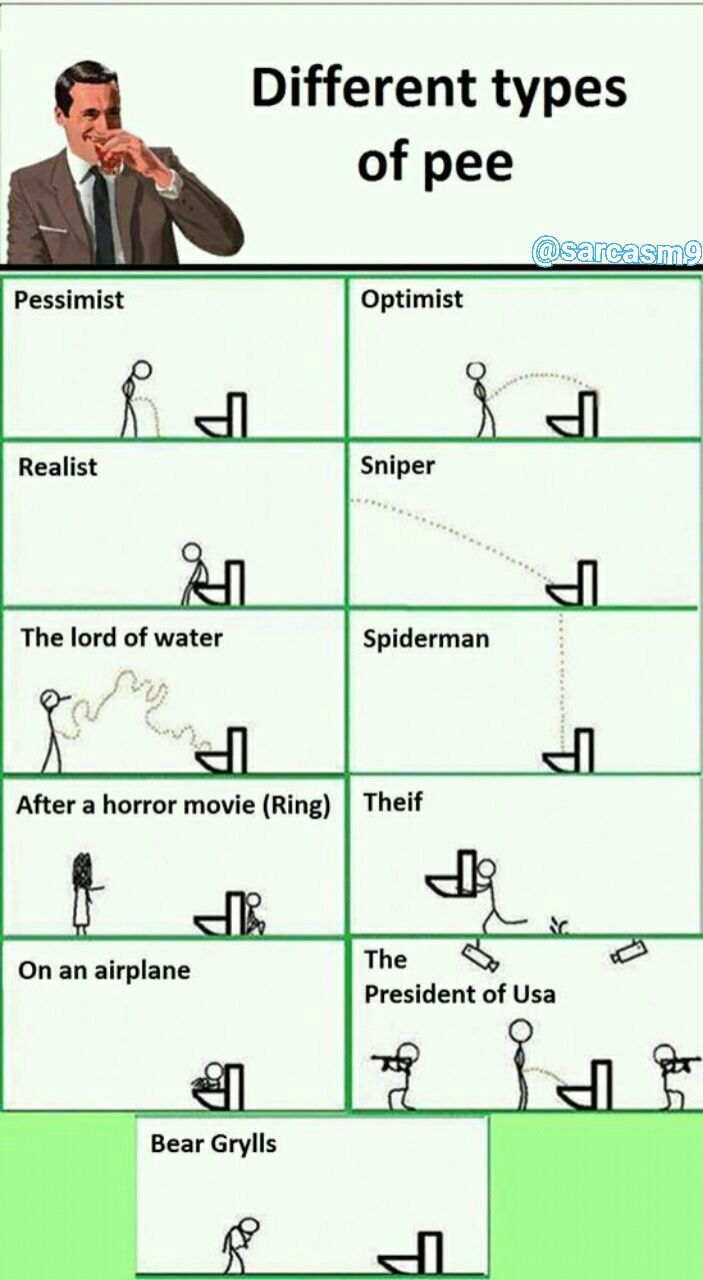 Different types
of pee
@sarcasm9
Pessimist
Optimist
Realist
Sniper
The lord of water
Spiderman
After a horror movie (Ring)
Theif
On an airplane
The
President of Usa
Bear Grylls